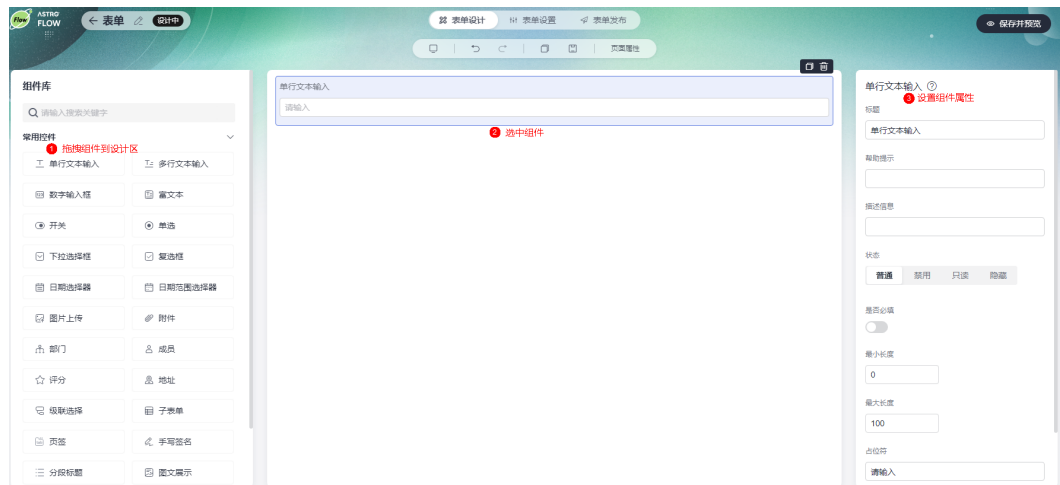 Flow
ASTRO
FLOW
表单
设计中
表单设计
表单设置
表单发布
保存并预览
页面属性
组件库
请输入搜索关键字
常用控件
1 拖拽组件到设计区
单行文本输入
多行文本输入
数字输入框
富文本
开关
单选
下拉选择框
复选框
日期选择器
日期范围选择器
图片上传
附件
部门
成员
评分
地址
级联选择
子表单
页签
手写签名
分段标题
图文展示
单行文本输入
请输入
2 选中组件
单行文本输入
3 设置组件属性
标题
单行文本输入
帮助提示
描述信息
状态
普通 禁用 只读 隐藏
是否必填
最小长度
0
最大长度
100
占位符
请输入